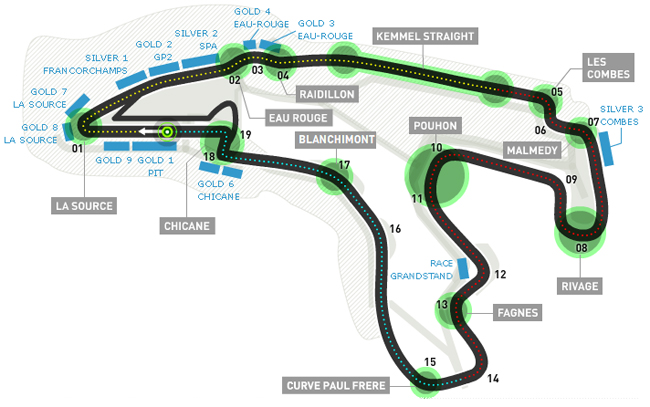 GOLD 4
EAU-ROUGE
GOLD 3
EAU-ROUGE
SILVER 2
SPA
GOLD 2
GP2
SILVER 1
FRANCORCHAMPS
KEMMEL STRAIGHT
LES
COMBES
02
03
04
RAIDILLON
05
GOLD 7
LA SOURCE
EAU ROUGE
SILVER 3
COMBES
06
07
GOLD 8
LA SOURCE
01
19
BLANCHIMONT
POUHON
MALMEDY
10
GOLD 9
GOLD 1
PIT
18
17
09
GOLD 6
CHICANE
11
LA SOURCE
CHICANE
16
08
RACE
GRANDSTAND
12
RIVAGE
13
FAGNES
15
14
CURVE PAUL FRERE